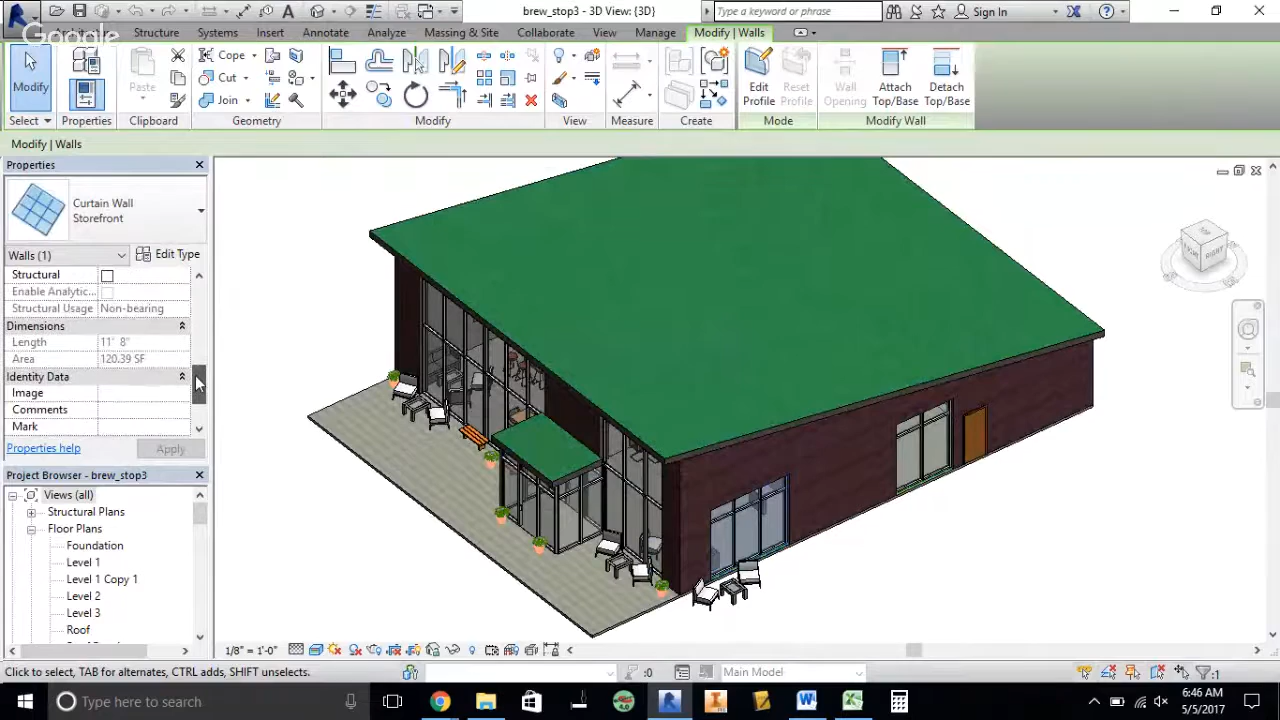 brew_stop3 - 3D View: {3D}
Type a keyword or phrase
Sign In
Google
Structure Systems Insert Annotate Analyze Massing & Site Collaborate View Manage Modify | Walls
Cope
Cut
Join
Modify
Paste
Edit Profile
Reset Profile
Wall Opening
Attach Top/Base
Detach Top/Base
Select Properties Clipboard Geometry Modify View Measure Create Mode Modify Wall
Modify | Walls
Properties
Curtain Wall
Storefront
Walls (1)
Edit Type
Structural
Enable Analytic...
Structural Usage Non-bearing
Dimensions
Length 11' 8"
Area 120.39 SF
Identity Data
Image
Comments
Mark
Properties help
Apply
Project Browser - brew_stop3
Views (all)
Structural Plans
Floor Plans
Foundation
Level 1
Level 1 Copy 1
Level 2
Level 3
Roof
TOP
RIGHT
1/8" = 1'-0"
Click to select, TAB for alternates, CTRL adds, SHIFT unselects.
:0
Main Model
:1
Type here to search
6:46 AM
5/5/2017